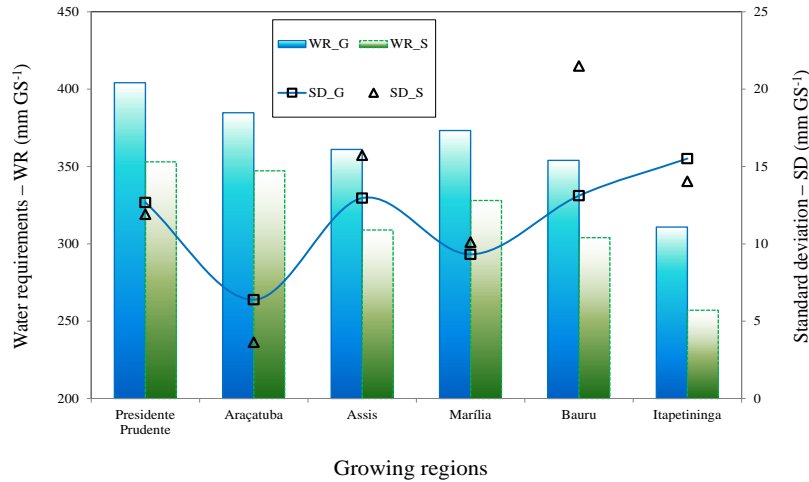 Water requirements – WR (mm GS-1)
450
400
350
300
250
200
WR_G WR_S
SD_G SD_S
25
20
15
10
5
0
Standard deviation – SD (mm GS-1)
Presidente
Prudente
Araçatuba
Assis
Marília
Bauru
Itapetininga
Growing regions